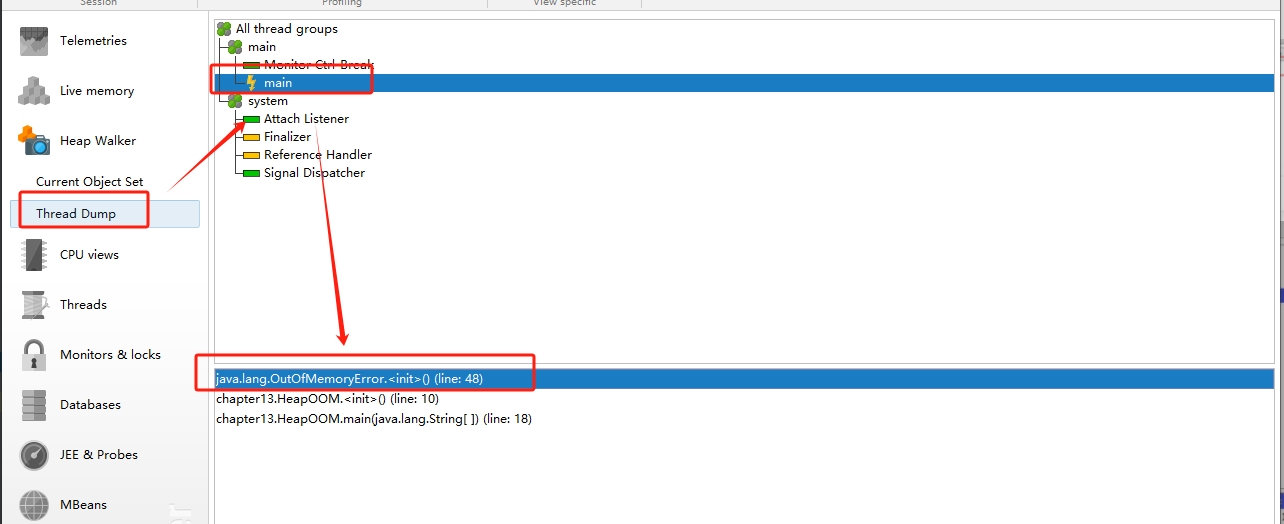 Session
Profiling
View specific
Telemetries
Live memory
Heap Walker
Current Object Set
Thread Dump
CPU views
Threads
Monitors & locks
Databases
JEE & Probes
MBeans
All thread groups
main
Monitor Ctrl-Break
main
system
Attach Listener
Finalizer
Reference Handler
Signal Dispatcher
java.lang.OutOfMemoryError.<init>() (line: 48)
chapter13.HeapOOM.<init>() (line: 10)
chapter13.HeapOOM.main(java.lang.String[ ]) (line: 18)